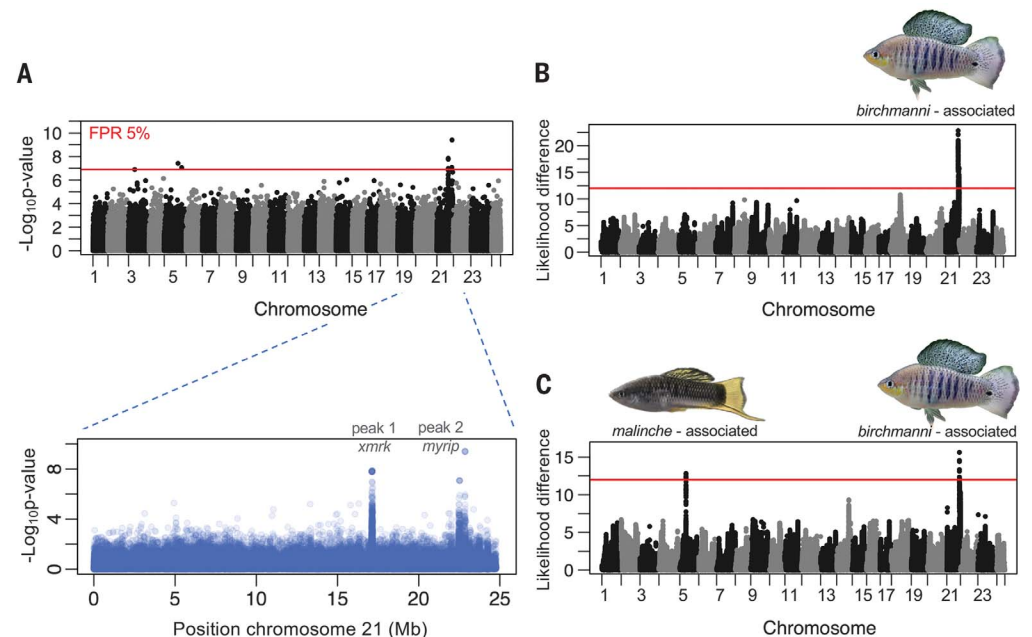 A
FPR 5%
-Log10p-value
10
8
6
4
2
0
1 3 5 7 9 11 13 15 17 19 21 23
Chromosome
peak 1 peak 2
xmrk myrip
-Log10p-value
8
4
0
0 5 10 15 20 25
Position chromosome 21 (Mb)
B
birchmanni - associated
Likelihood difference
20
15
10
5
0
1 3 5 7 9 11 13 15 17 19 21 23
Chromosome
C
malinche - associated
birchmanni - associated
Likelihood difference
15
10
5
0
1 3 5 7 9 11 13 15 17 19 21 23
Chromosome